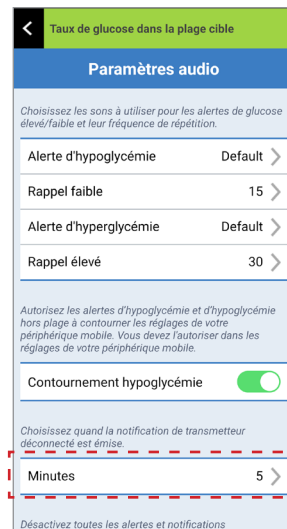 Taux de glucose dans la plage cible
Paramètres audio
Choisissez les sons à utiliser pour les alertes de glucose
élevé/faible et leur fréquence de répétition.
Alerte d'hypoglycémie Default
Rappel faible 15
Alerte d'hyperglycémie Default
Rappel élevé 30
Autorisez les alertes d'hypoglycémie et d'hypoglycémie
hors plage à contourner les réglages de votre
périphérique mobile. Vous devez l'autoriser dans les
réglages de votre périphérique mobile.
Contournement hypoglycémie
Choisissez quand la notification de transmetteur
déconnecté est émise.
Minutes 5
Désactivez toutes les alertes et notifications